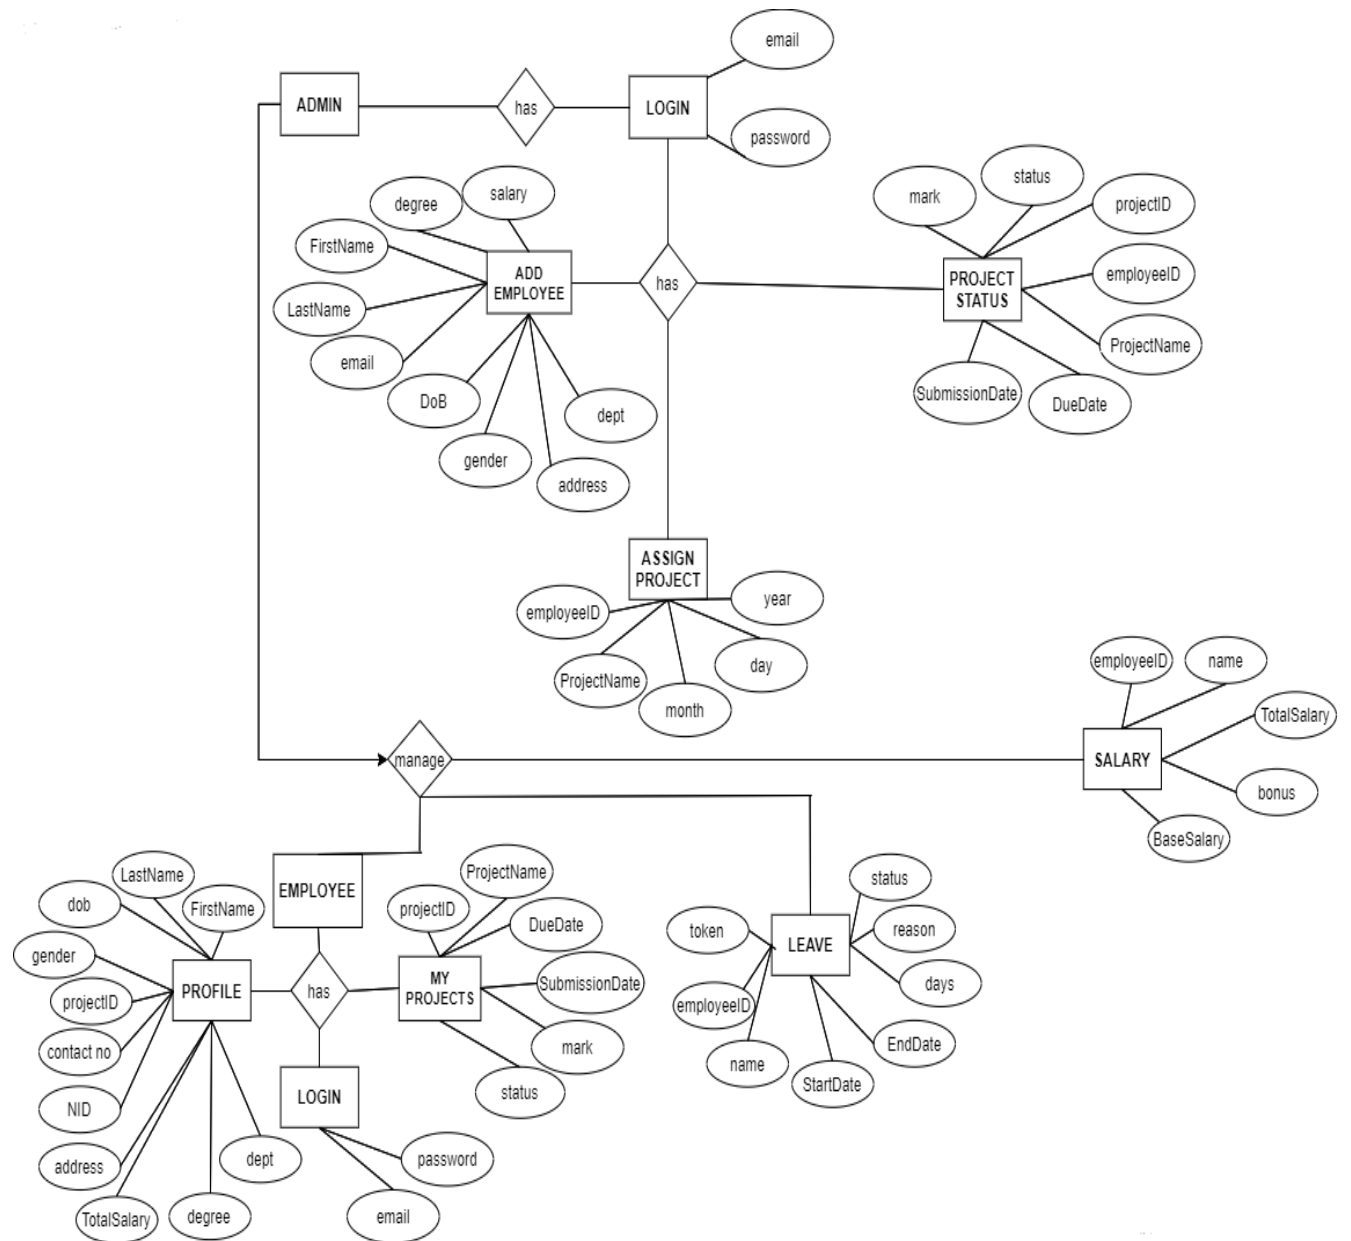 email
ADMIN
has
LOGIN
password
degree
salary
FirstName
ADD
EMPLOYEE
LastName
email
DoB
gender
address
dept
has
mark
status
projectID
PROJECT
STATUS
employeeID
ProjectName
SubmissionDate
DueDate
ASSIGN
PROJECT
employeeID
ProjectName
month
day
year
manage
employeeID
name
TotalSalary
SALARY
bonus
BaseSalary
EMPLOYEE
LastName
FirstName
dob
gender
projectID
contact no
NID
address
TotalSalary
degree
dept
PROFILE
has
MY
PROJECTS
projectID
ProjectName
DueDate
SubmissionDate
mark
status
LOGIN
password
email
LEAVE
token
employeeID
name
StartDate
EndDate
days
reason
status